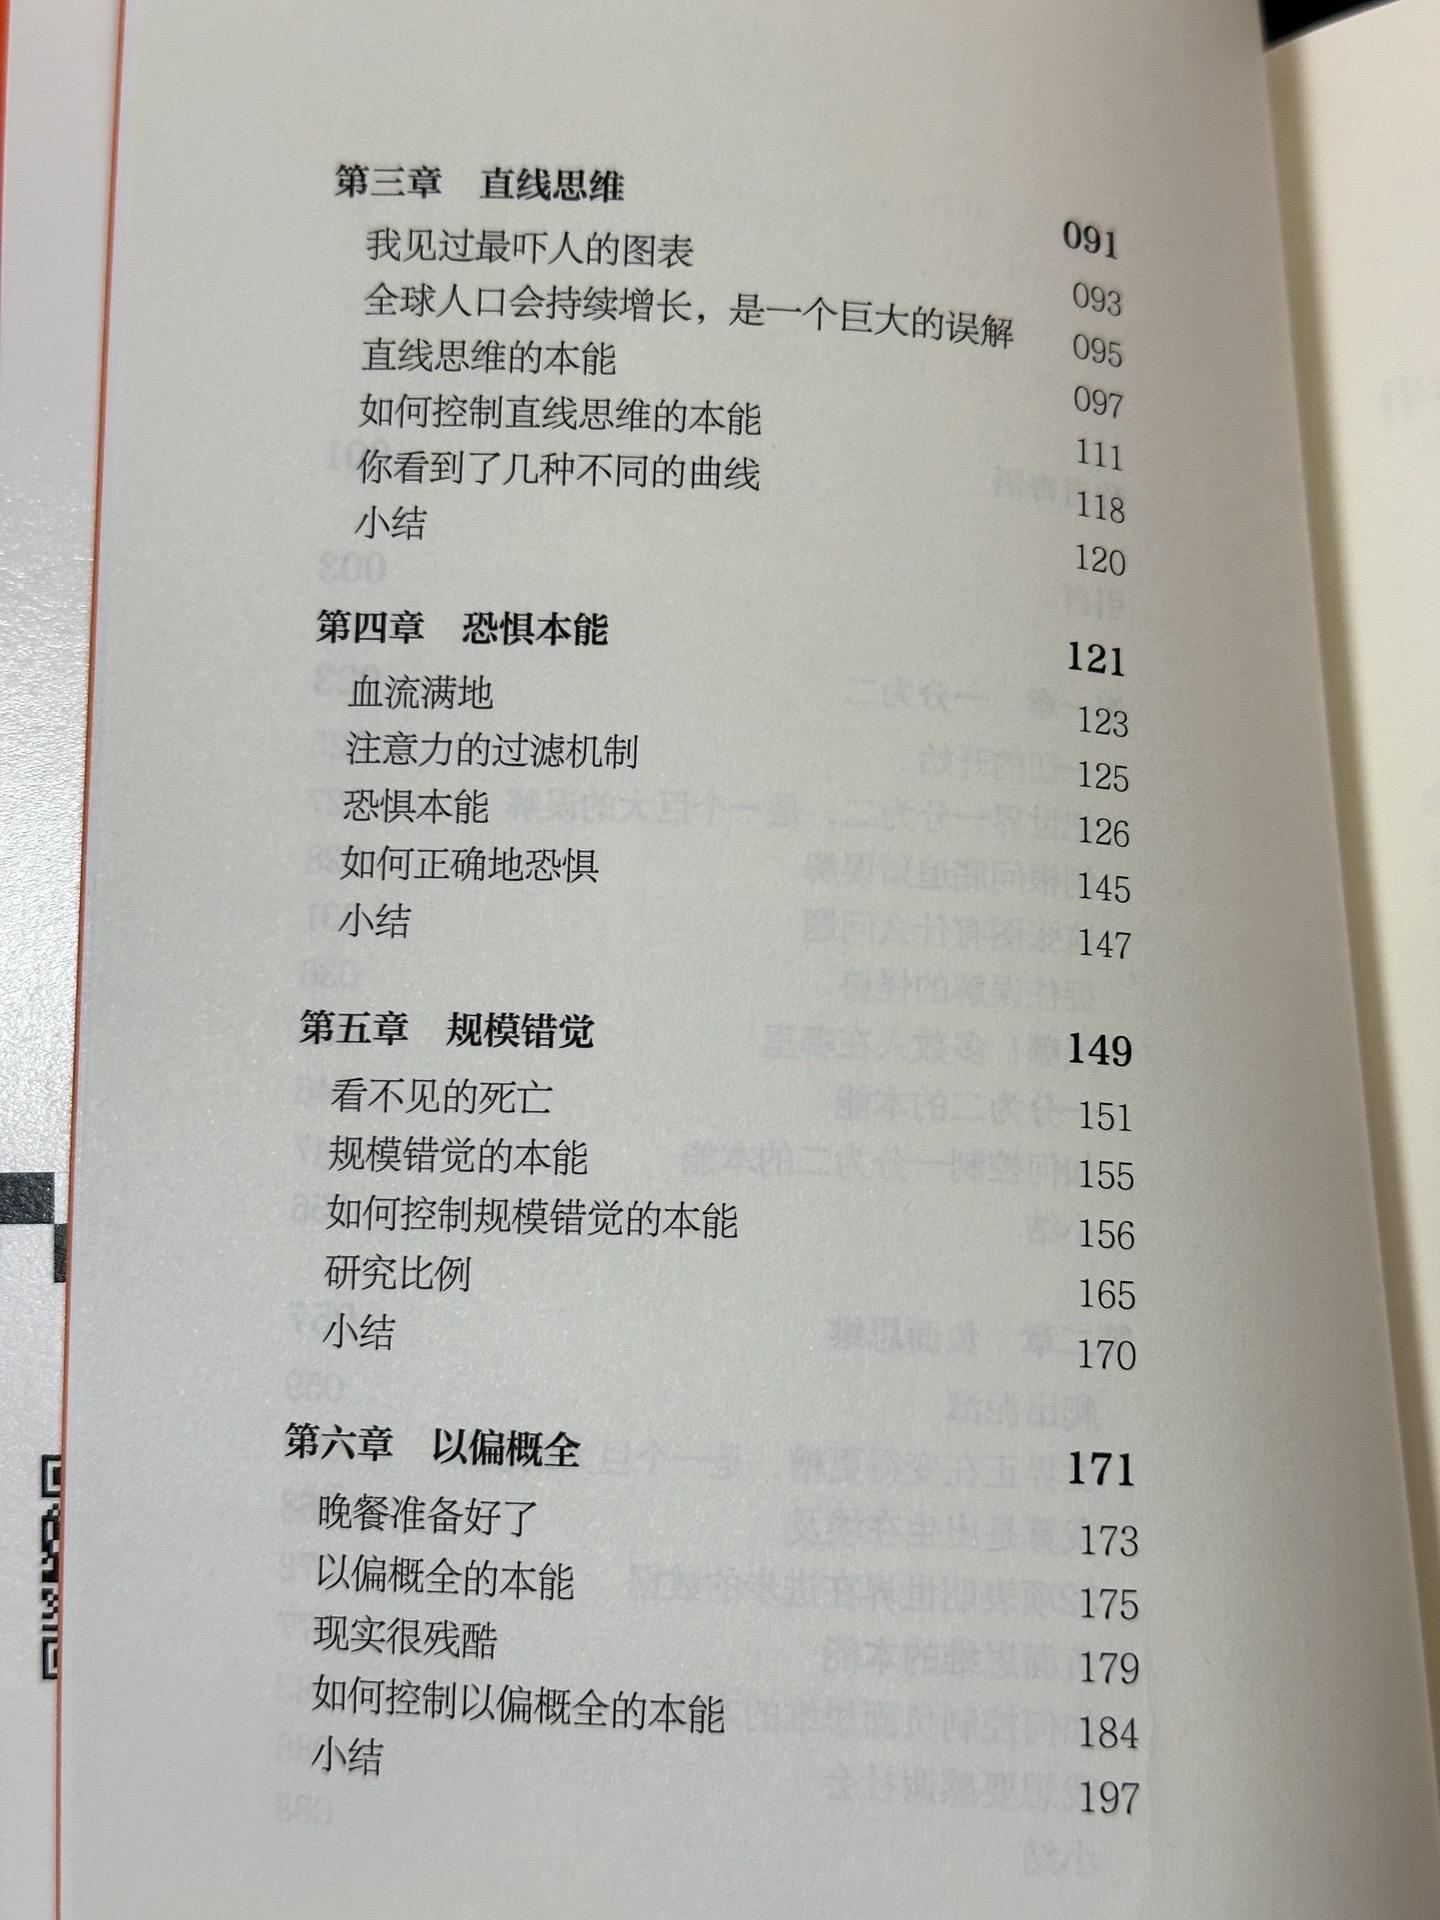 第三章　直线思维 091
我见过最吓人的图表 093
全球人口会持续增长，是一个巨大的误解 095
直线思维的本能 097
如何控制直线思维的本能 111
你看到了几种不同的曲线 118
小结 120
第四章　恐惧本能 121
血流满地 123
注意力的过滤机制 125
恐惧本能 126
如何正确地恐惧 145
小结 147
第五章　规模错觉 149
看不见的死亡 151
规模错觉的本能 155
如何控制规模错觉的本能 156
研究比例 165
小结 170
第六章　以偏概全 171
晚餐准备好了 173
以偏概全的本能 175
现实很残酷 179
如何控制以偏概全的本能 184
小结 197